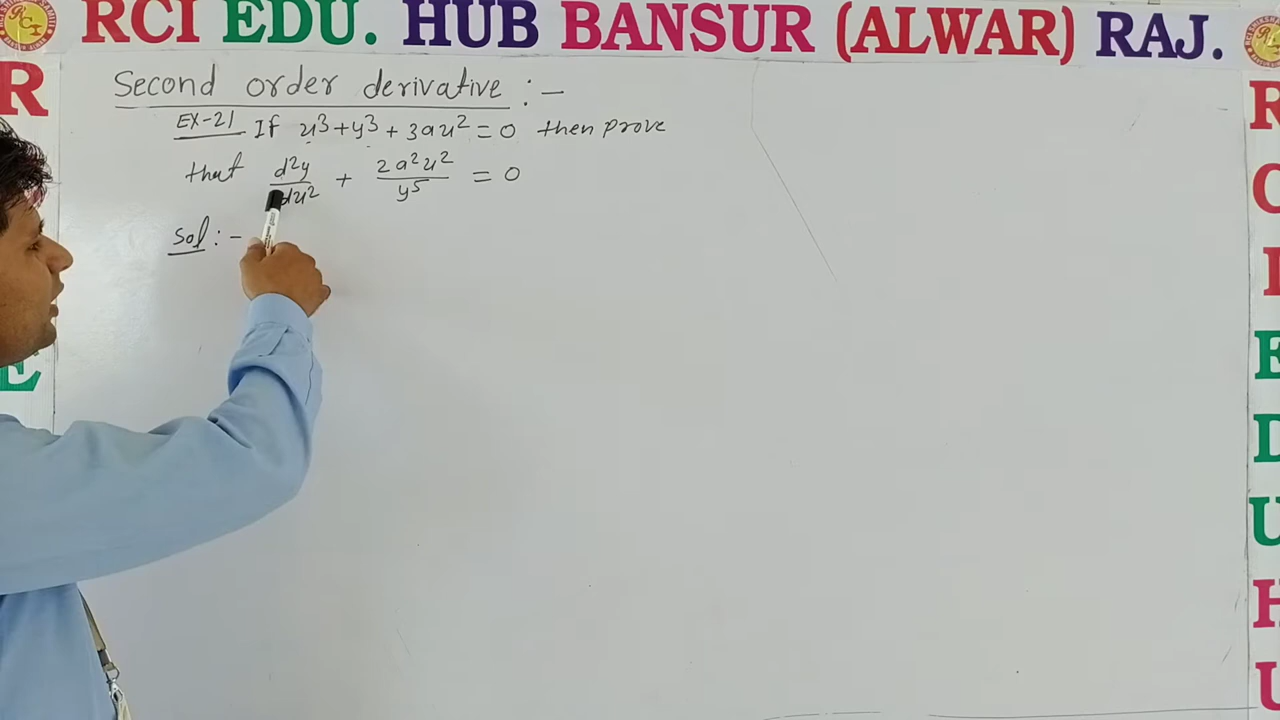 RCI EDU. HUB BANSUR (ALWAR) RAJ.
Second order derivative :-
EX-21 If x³+y³+3ax²=0 then prove
that d²y/dx² + 2a²x²/y⁵ = 0
Sol :-
R
E
R
C
I
E
D
U
H
U